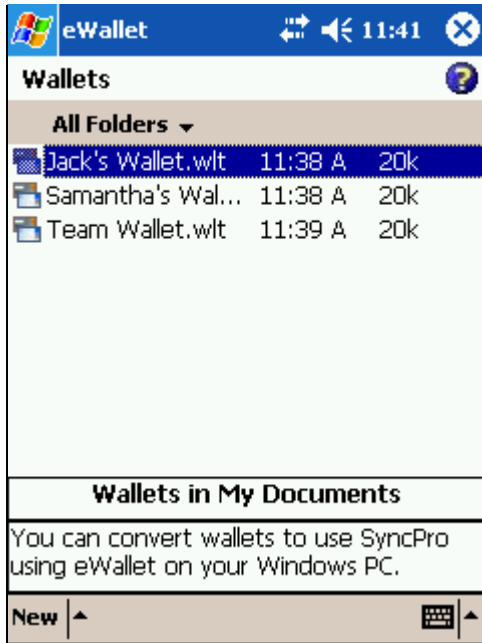 eWallet 11:41
Wallets
All Folders
Jack's Wallet.wlt 11:38 A 20k
Samantha's Wal... 11:38 A 20k
Team Wallet.wlt 11:39 A 20k
Wallets in My Documents
You can convert wallets to use SyncPro
using eWallet on your Windows PC.
New